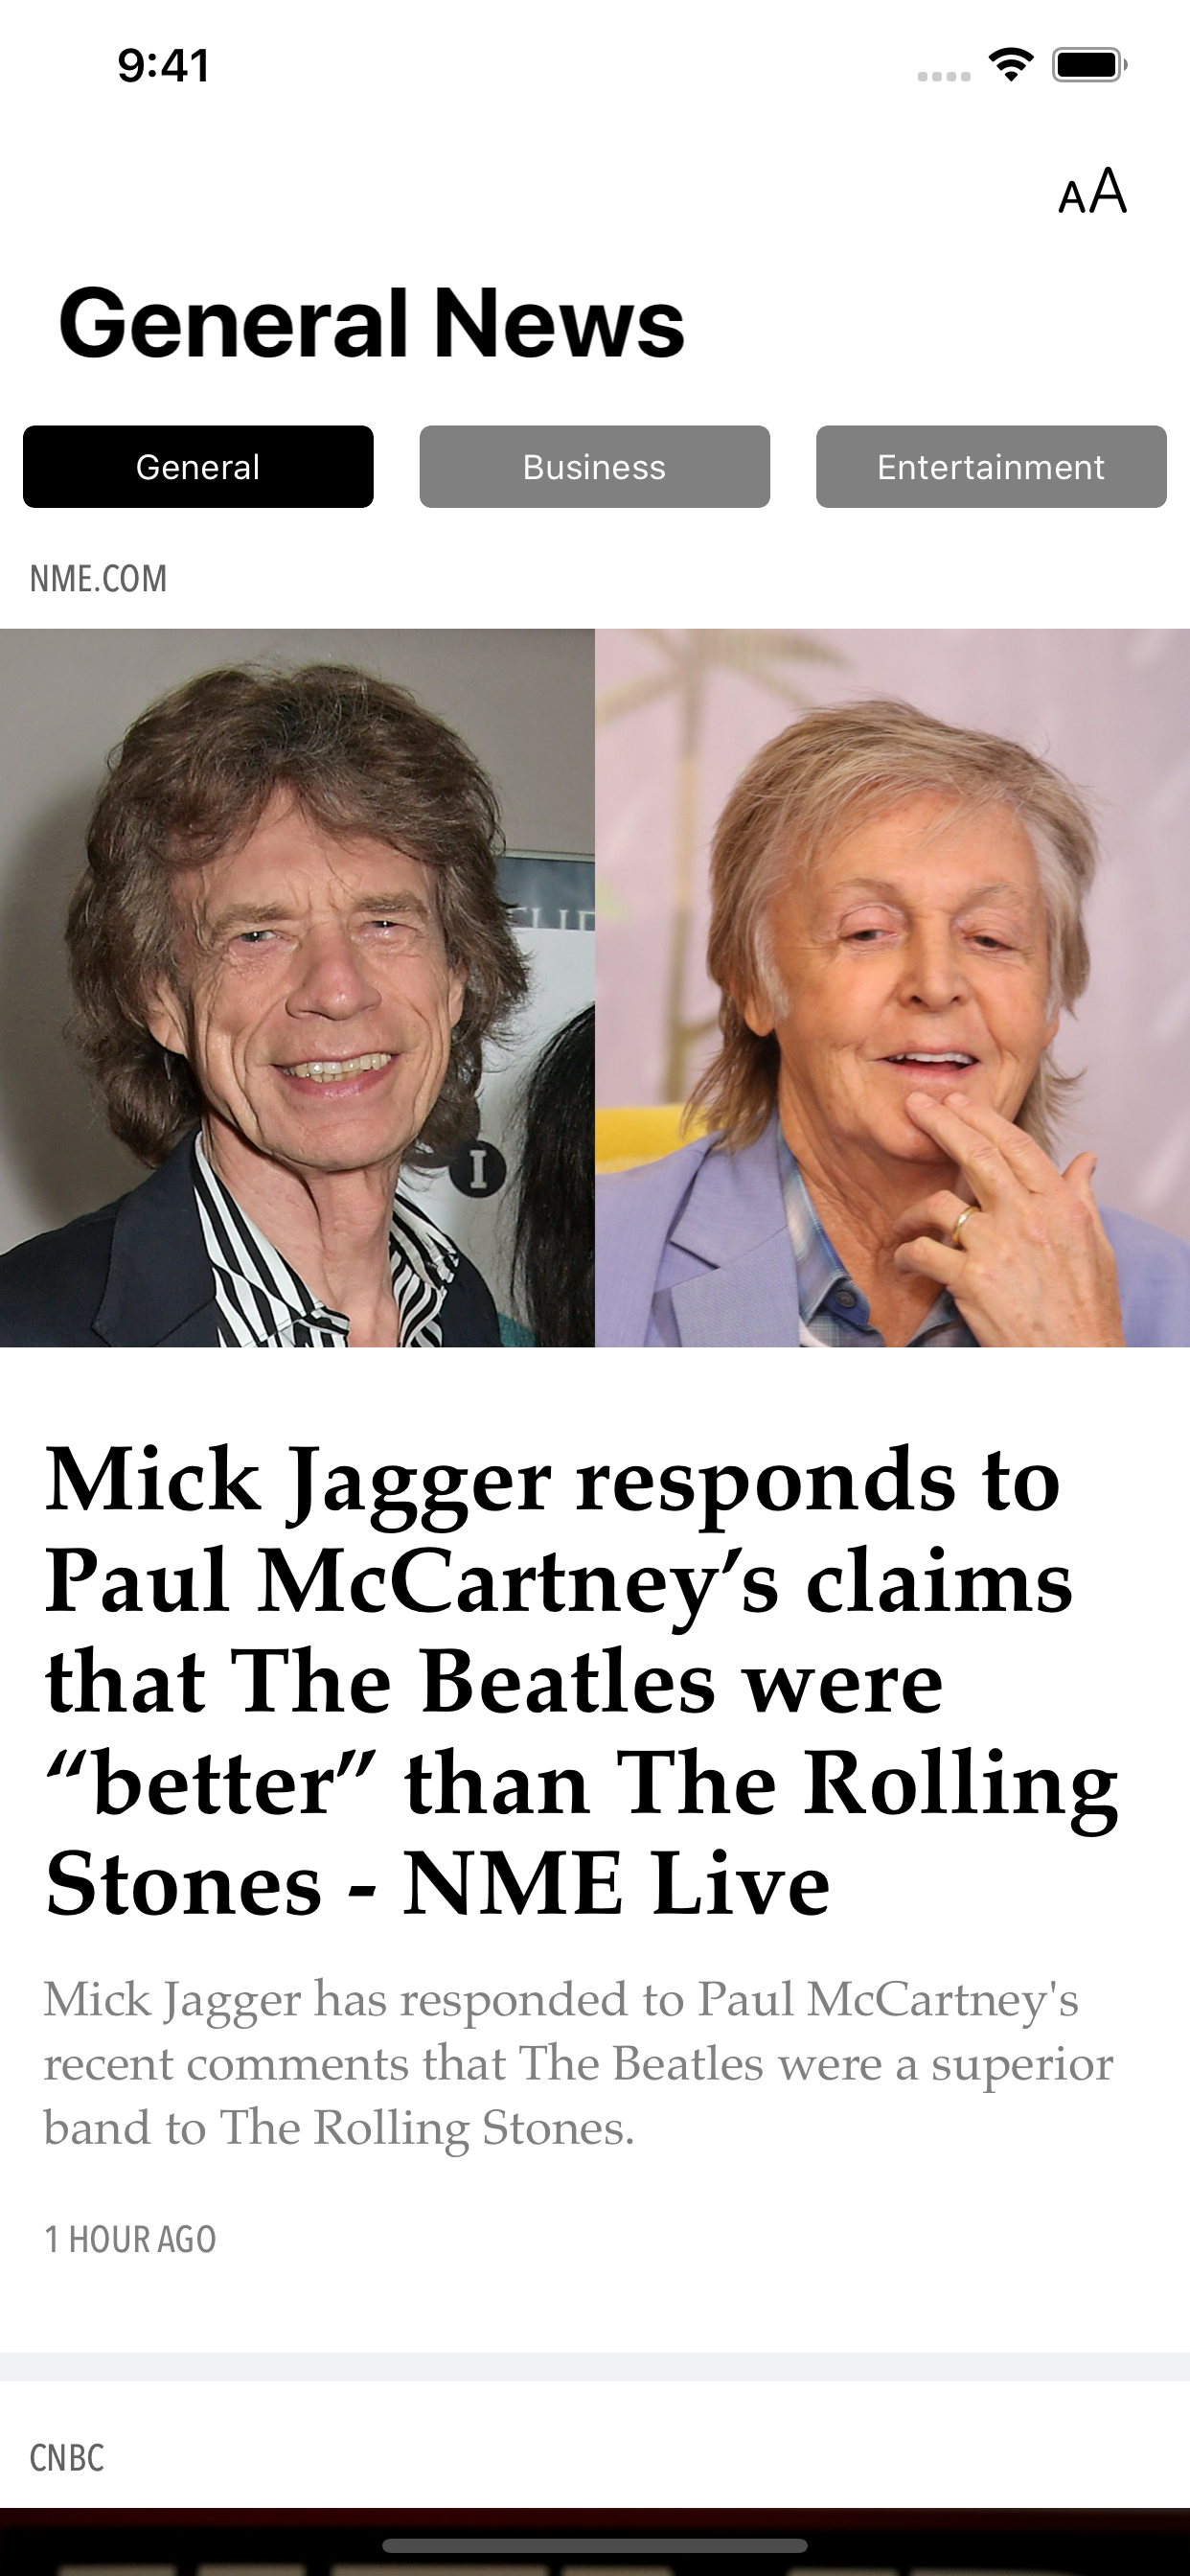 9:41
AA
General News
General Business Entertainment
NME.COM
I
Mick Jagger responds to
Paul McCartney’s claims
that The Beatles were
“better” than The Rolling
Stones - NME Live
Mick Jagger has responded to Paul McCartney's
recent comments that The Beatles were a superior
band to The Rolling Stones.
1 HOUR AGO
CNBC